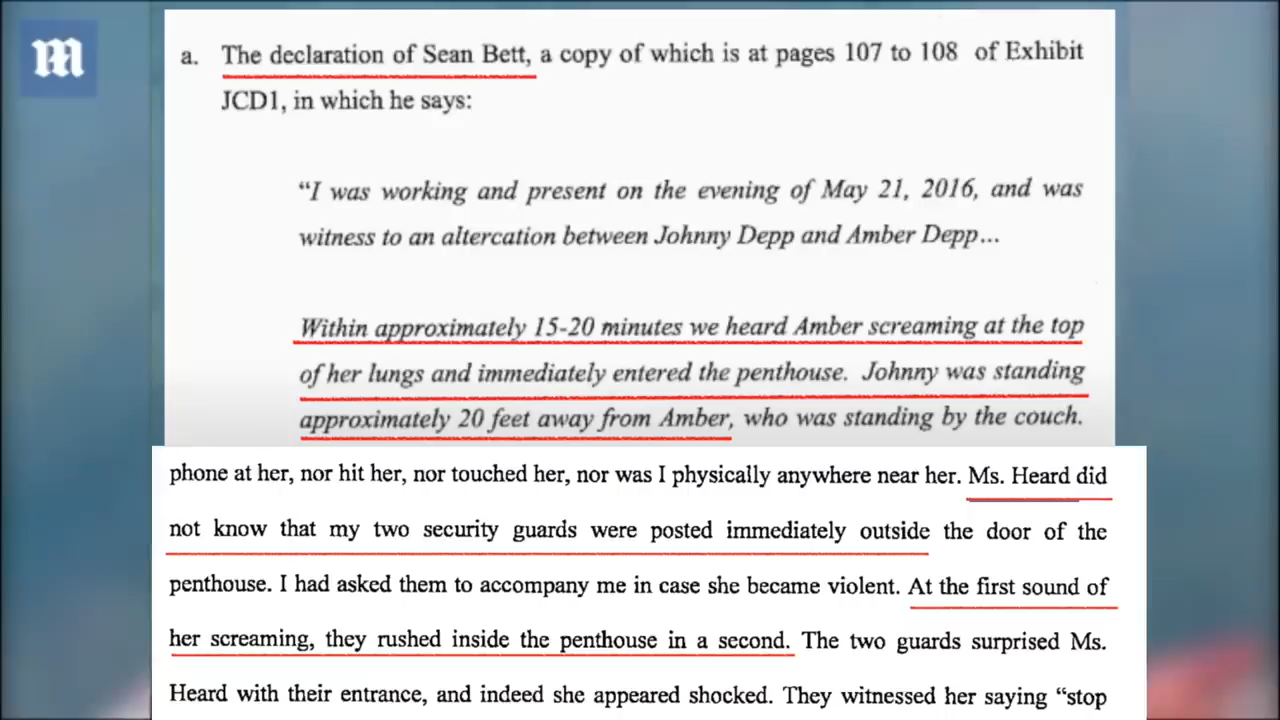 a. The declaration of Sean Bett, a copy of which is at pages 107 to 108 of Exhibit
JCD1, in which he says:
“I was working and present on the evening of May 21, 2016, and was
witness to an altercation between Johnny Depp and Amber Depp...
Within approximately 15-20 minutes we heard Amber screaming at the top
of her lungs and immediately entered the penthouse. Johnny was standing
approximately 20 feet away from Amber, who was standing by the couch.
phone at her, nor hit her, nor touched her, nor was I physically anywhere near her. Ms. Heard did
not know that my two security guards were posted immediately outside the door of the
penthouse. I had asked them to accompany me in case she became violent. At the first sound of
her screaming, they rushed inside the penthouse in a second. The two guards surprised Ms.
Heard with their entrance, and indeed she appeared shocked. They witnessed her saying “stop